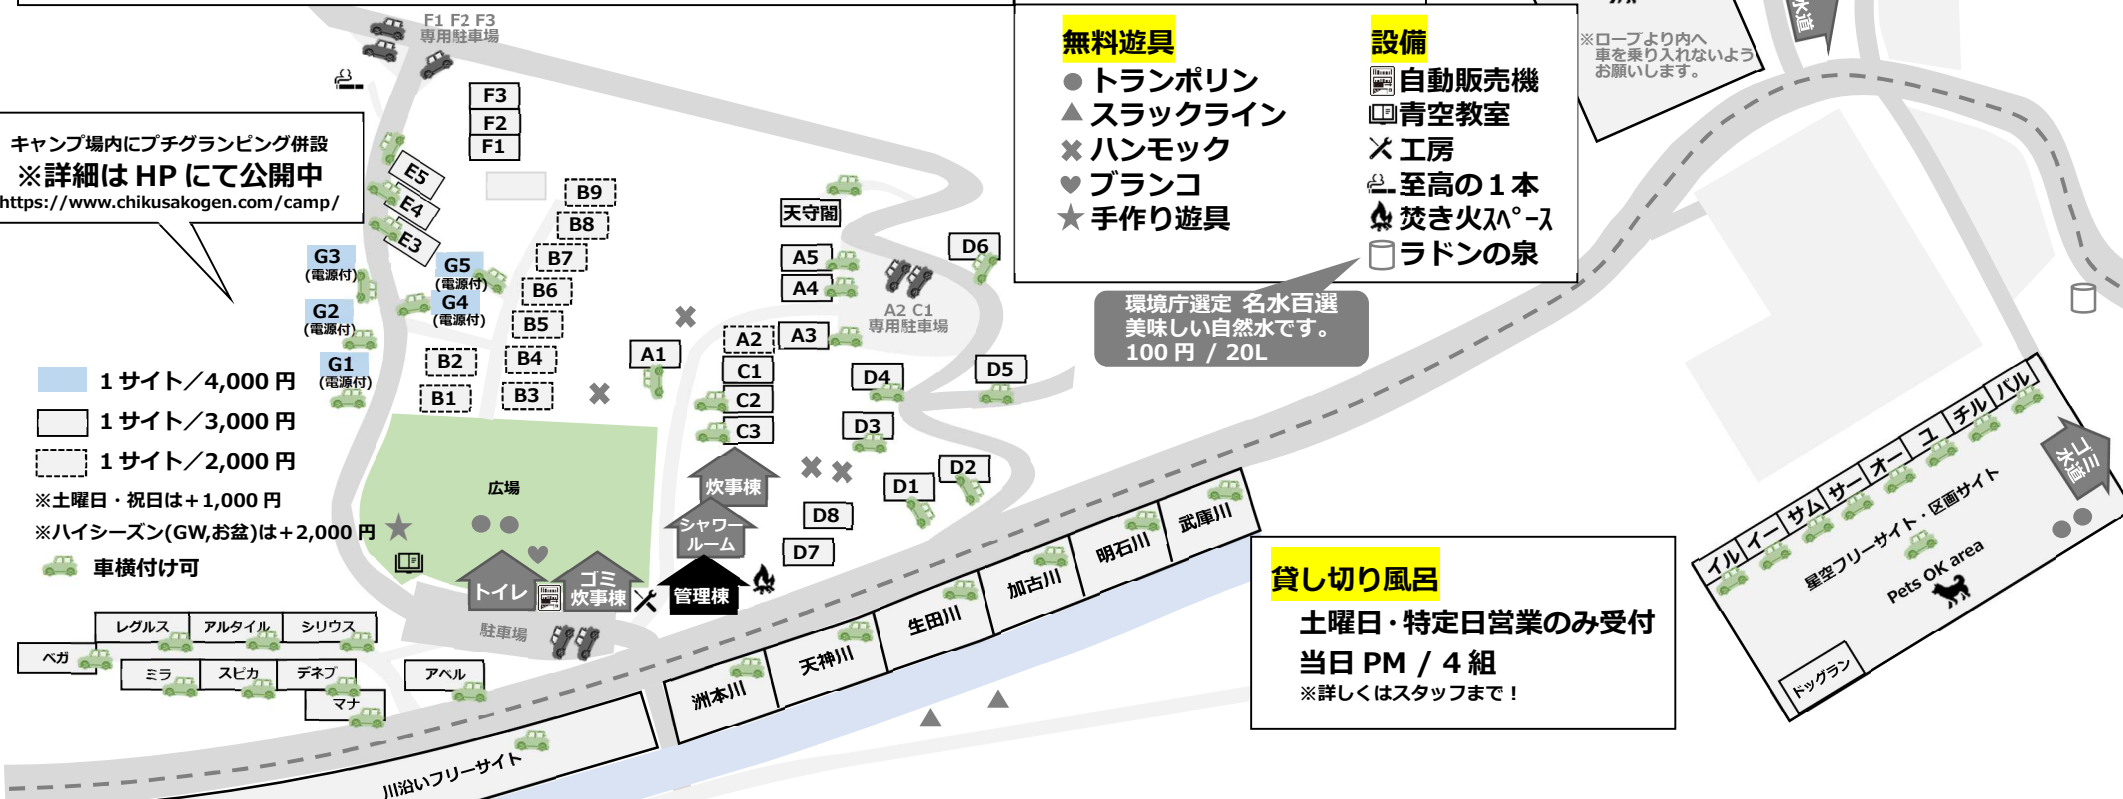 F1 F2 F3
専用駐車場
F3
F2
F1
キャンプ場内にプチグランピング併設
※詳細は HP にて公開中
https://www.chikusakogen.com/camp/
E5
E4
E3
G3
(電源付)
G2
(電源付)
G1
(電源付)
G5
(電源付)
G4
(電源付)
B9
B8
B7
B6
B5
B4
B3
B2
B1
1 サイト／4,000 円
1 サイト／3,000 円
1 サイト／2,000 円
※土曜日・祝日は＋1,000 円
※ハイシーズン(GW,お盆)は＋2,000 円
車横付け可
天守閣
A5
A4
A3
A2
A1
C1
C2
C3
A2 C1
専用駐車場
D6
D5
D4
D3
D2
D1
D8
D7
広場
炊事棟
シャワー
ルーム
管理棟
トイレ
ゴミ
炊事棟
駐車場
レグルス
アルタイル
シリウス
ベガ
ミラ
スピカ
デネブ
マナ
アベル
川沿いフリーサイト
洲本川
天神川
生田川
加古川
明石川
武庫川
無料遊具
トランポリン
スラックライン
ハンモック
ブランコ
手作り遊具
設備
自動販売機
青空教室
工房
至高の 1 本
焚き火スペース
ラドンの泉
環境庁選定 名水百選
美味しい自然水です。
100 円 / 20L
※ロープより内へ
車を乗り入れないよう
お願いします。
水道
貸し切り風呂
土曜日・特定日営業のみ受付
当日 PM / 4 組
※詳しくはスタッフまで！
イル
イー
サム
サー
オー
ユ
チル
バル
星空フリーサイト・区画サイト
Pets OK area
ドッグラン
ゴミ
水道